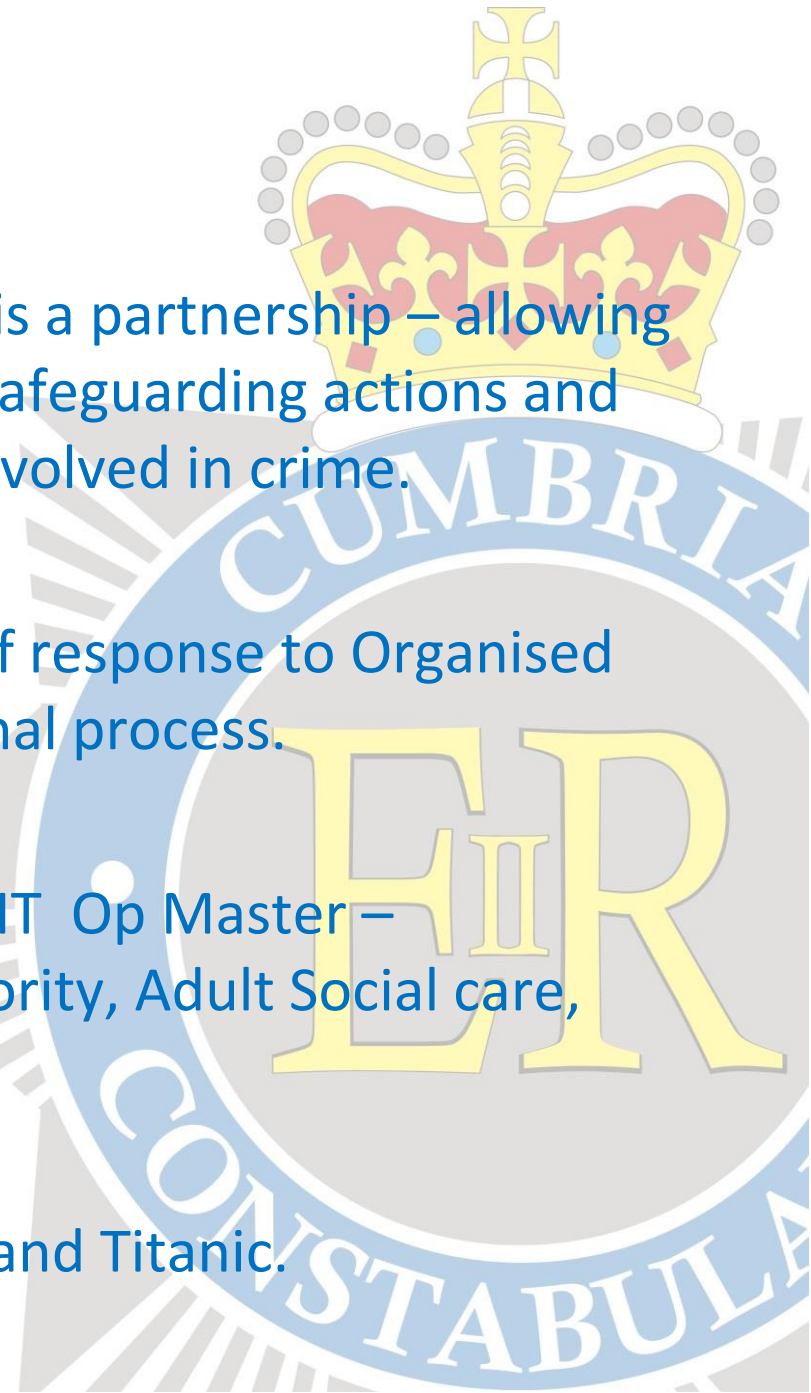 is a partnership – allowing
afeguarding actions and
volved in crime.
CUMBRIA
f response to Organised
nal process.
EIIR
IT Op Master –
ority, Adult Social care,
and Titanic.
CONSTABULA